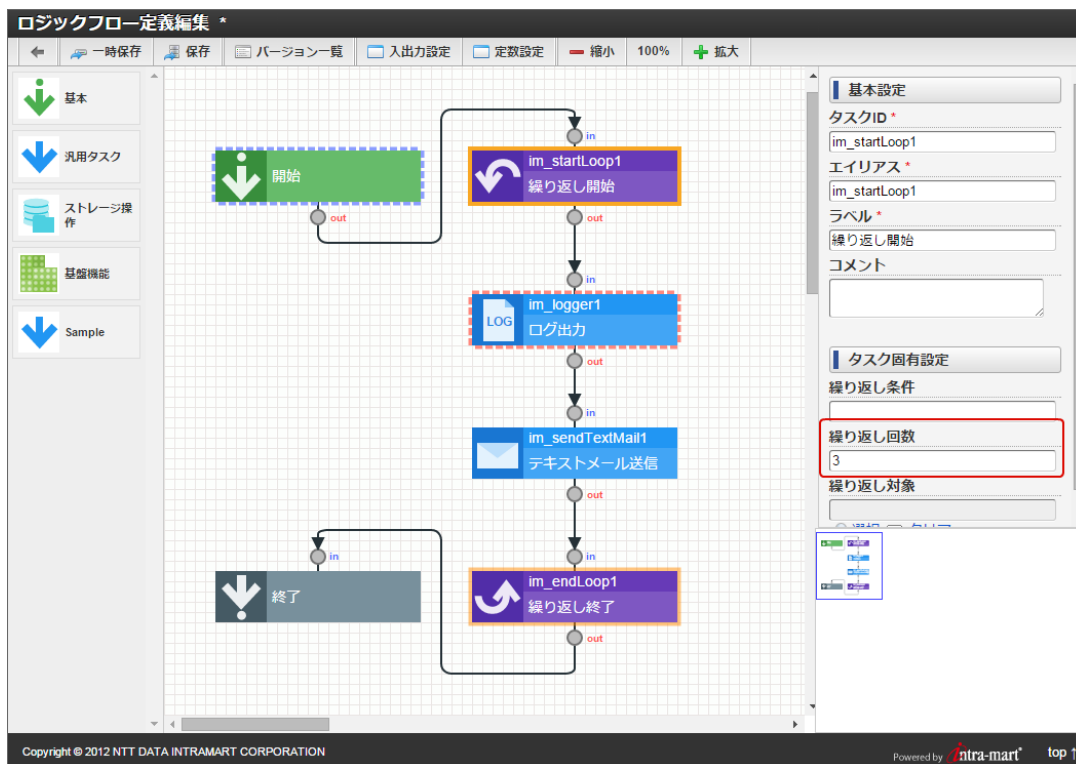 ロジックフロー定義編集 *
一時保存 保存 バージョン一覧 入出力設定 定数設定 縮小 100% 拡大
基本
汎用タスク
ストレージ操
作
基盤機能
Sample
開始
out
in
im_startLoop1
繰り返し開始
out
in
im_logger1
LOG
ログ出力
out
in
im_sendTextMail1
テキストメール送信
out
in
im_endLoop1
繰り返し終了
out
in
終了
基本設定
タスクID *
im_startLoop1
エイリアス *
im_startLoop1
ラベル *
繰り返し開始
コメント
タスク固有設定
繰り返し条件
繰り返し回数
3
繰り返し対象
Copyright © 2012 NTT DATA INTRAMART CORPORATION
Powered by intra-mart
top ↑